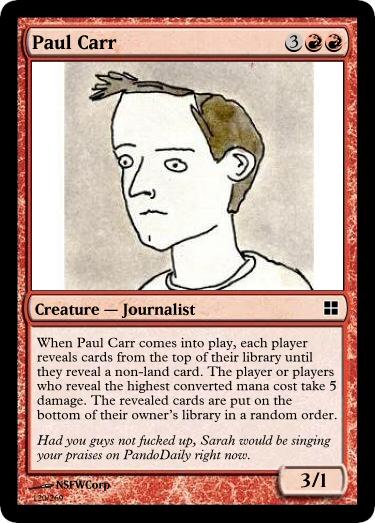 Paul Carr
3
Creature — Journalist
When Paul Carr comes into play, each player
reveals cards from the top of their library until
they reveal a non-land card. The player or players
who reveal the highest converted mana cost take 5
damage. The revealed cards are put on the
bottom of their owner's library in a random order.
Had you guys not fucked up, Sarah would be singing
your praises on PandoDaily right now.
NSFWCorp
3/1